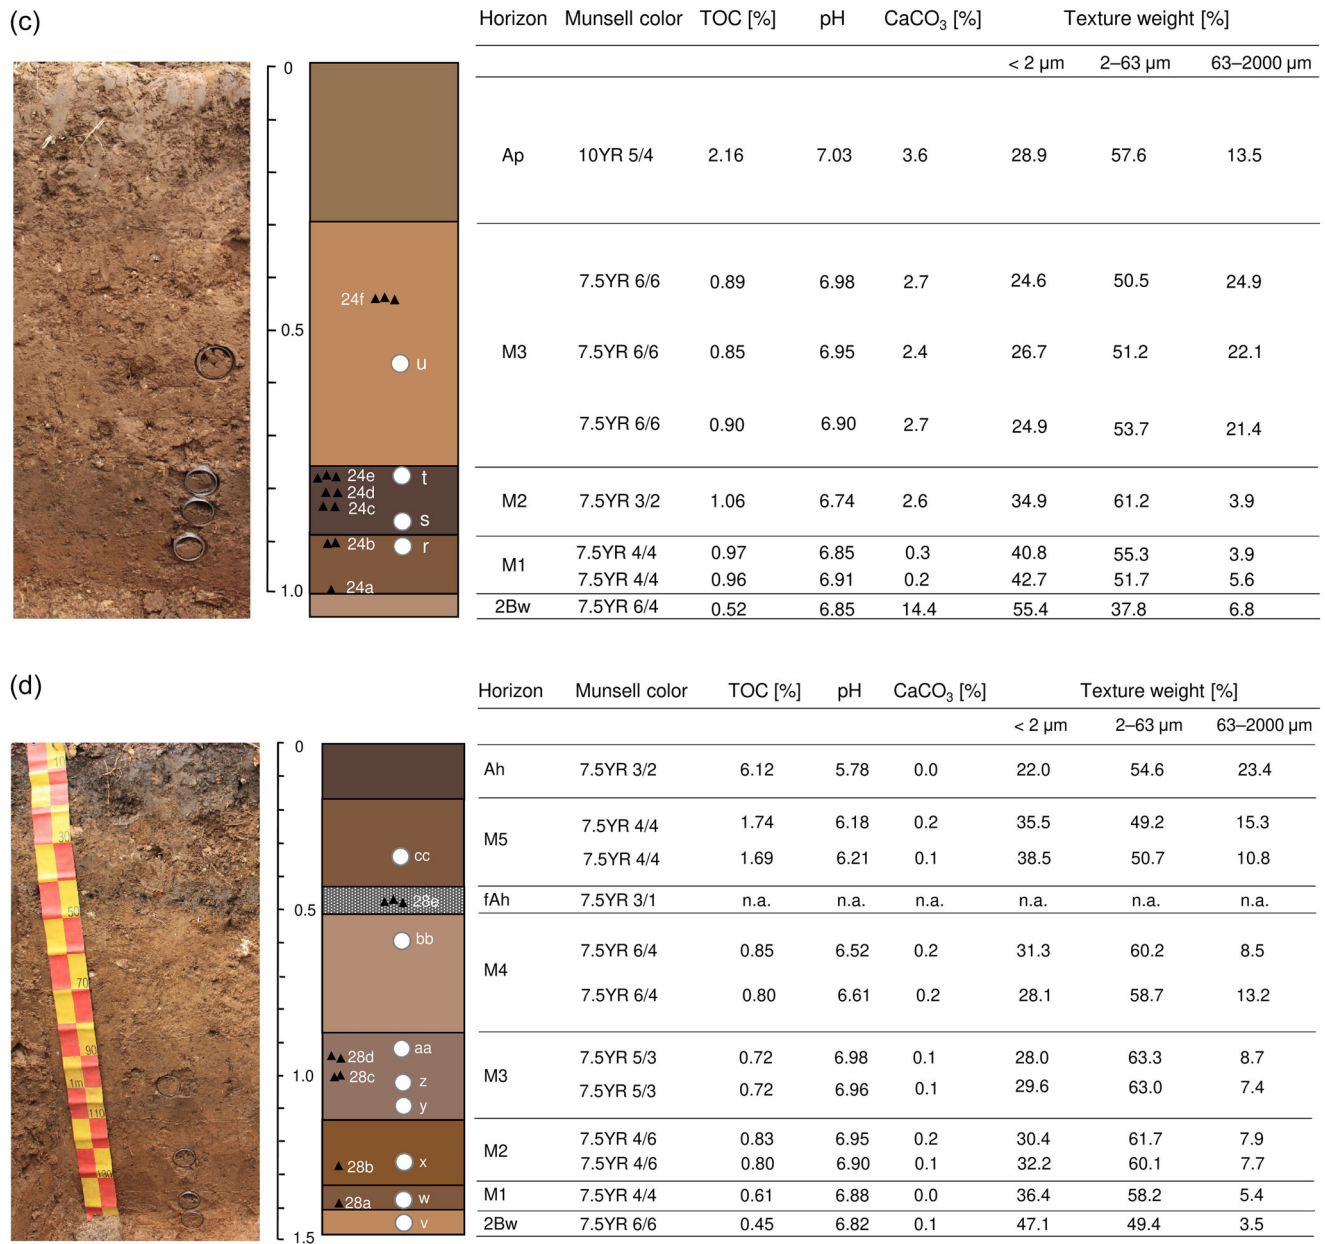 (c)
Horizon Munsell color TOC [%] pH CaCO3 [%] Texture weight [%]
< 2 µm 2–63 µm 63–2000 µm
0
Ap 10YR 5/4 2.16 7.03 3.6 28.9 57.6 13.5
7.5YR 6/6 0.89 6.98 2.7 24.6 50.5 24.9
24f
0.5
M3 7.5YR 6/6 0.85 6.95 2.4 26.7 51.2 22.1
u
7.5YR 6/6 0.90 6.90 2.7 24.9 53.7 21.4
24e t
24d
M2 7.5YR 3/2 1.06 6.74 2.6 34.9 61.2 3.9
24c
s
24b r
7.5YR 4/4 0.97 6.85 0.3 40.8 55.3 3.9
M1
7.5YR 4/4 0.96 6.91 0.2 42.7 51.7 5.6
24a
1.0
2Bw 7.5YR 6/4 0.52 6.85 14.4 55.4 37.8 6.8
(d)
Horizon Munsell color TOC [%] pH CaCO3 [%] Texture weight [%]
< 2 µm 2–63 µm 63–2000 µm
0
10
Ah 7.5YR 3/2 6.12 5.78 0.0 22.0 54.6 23.4
30
7.5YR 4/4 1.74 6.18 0.2 35.5 49.2 15.3
M5
cc
7.5YR 4/4 1.69 6.21 0.1 38.5 50.7 10.8
28e
fAh 7.5YR 3/1 n.a. n.a. n.a. n.a. n.a. n.a.
50
0.5
bb
7.5YR 6/4 0.85 6.52 0.2 31.3 60.2 8.5
M4
70
7.5YR 6/4 0.80 6.61 0.2 28.1 58.7 13.2
90
aa
28d
7.5YR 5/3 0.72 6.98 0.1 28.0 63.3 8.7
M3
1m
1.0
28c z
7.5YR 5/3 0.72 6.96 0.1 29.6 63.0 7.4
y
110
7.5YR 4/6 0.83 6.95 0.2 30.4 61.7 7.9
M2
28b x
7.5YR 4/6 0.80 6.90 0.1 32.2 60.1 7.7
130
28a w
M1 7.5YR 4/4 0.61 6.88 0.0 36.4 58.2 5.4
v
2Bw 7.5YR 6/6 0.45 6.82 0.1 47.1 49.4 3.5
1.5